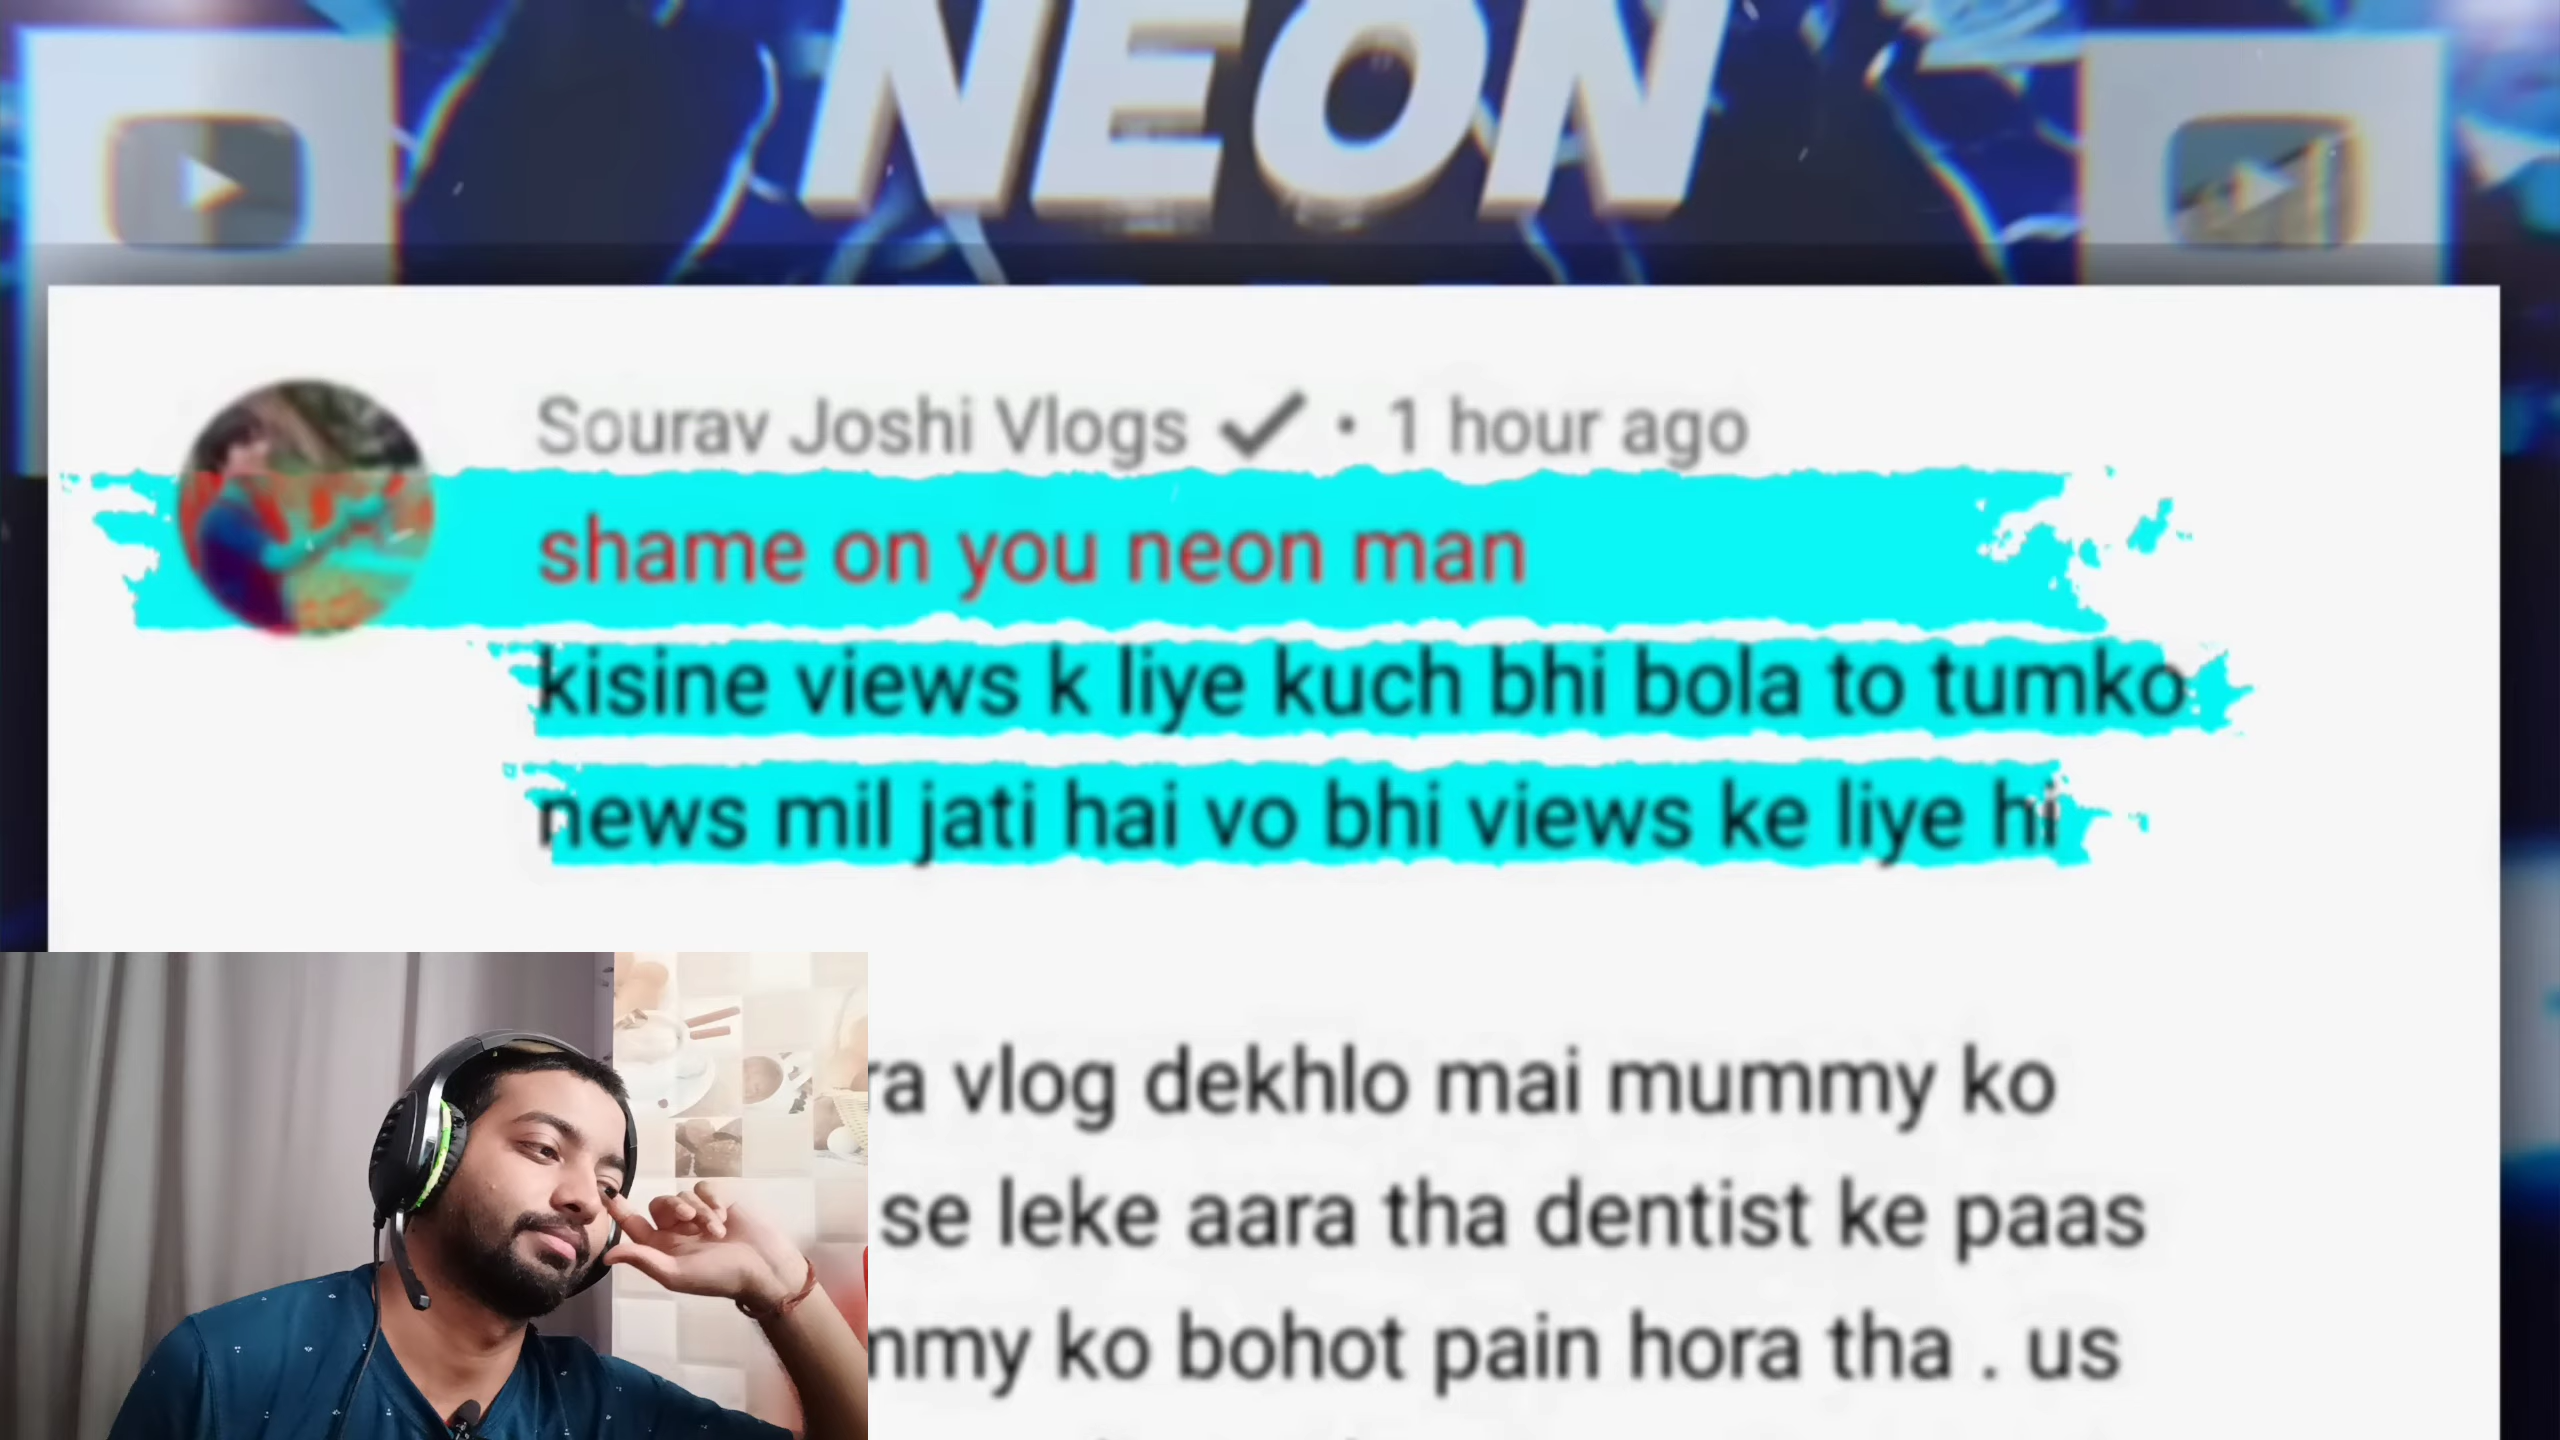 NEON
Sourav Joshi Vlogs ✔ • 1 hour ago
shame on you neon man
kisine views k liye kuch bhi bola to tumko
news mil jati hai vo bhi views ke liye hi
vlog dekhlo mai mummy ko
se leke aara tha dentist ke paas
ko bohot pain hora tha . us